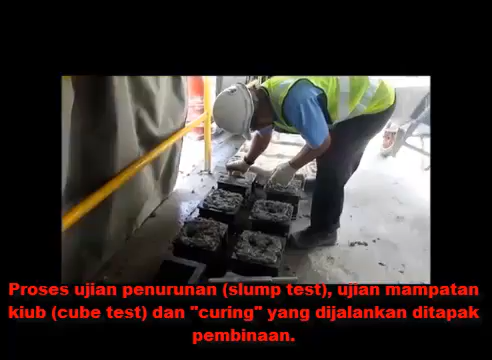 Proses ujian penurunan (slump test), ujian mampatan
kiub (cube test) dan "curing" yang dijalankan ditapak
pembinaan.